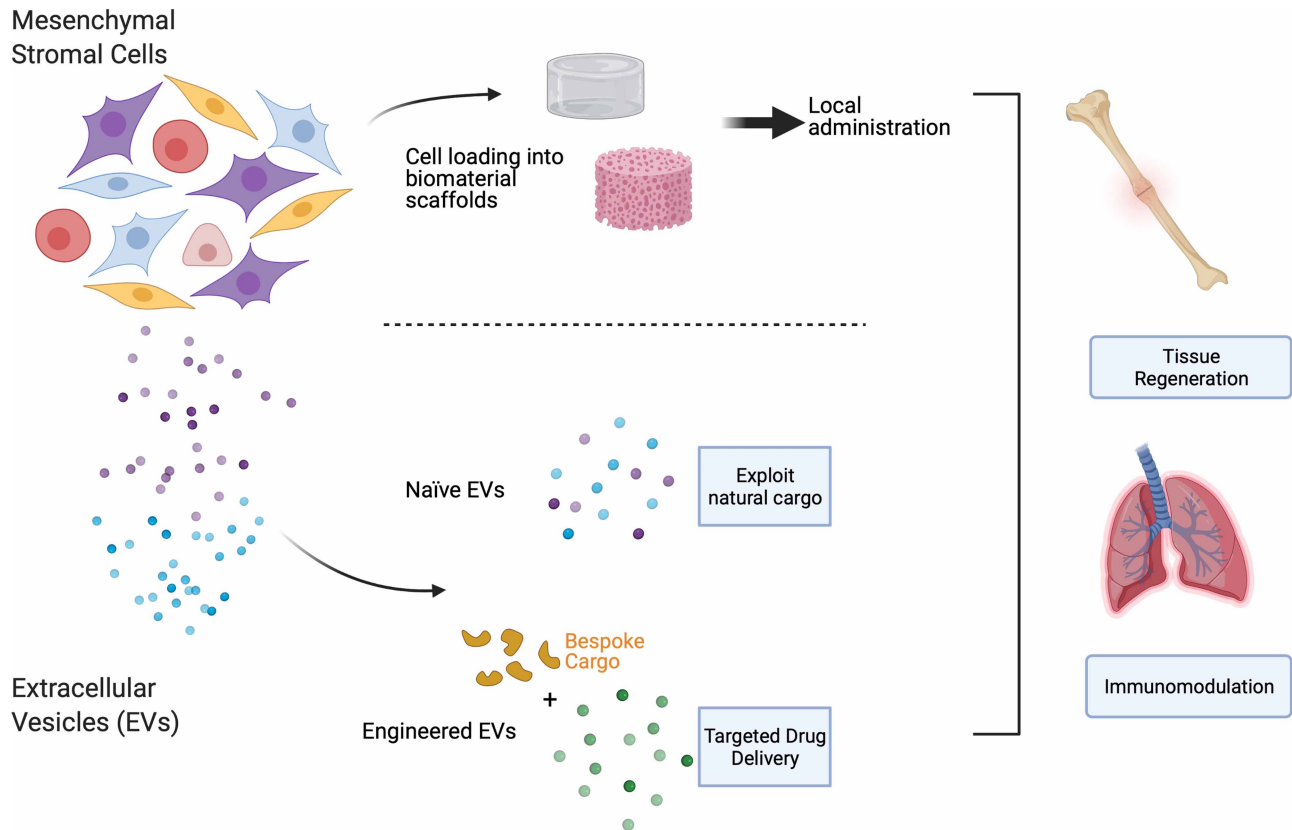 Mesenchymal
Stromal Cells
Cell loading into
biomaterial
scaffolds
Local
administration
Tissue
Regeneration
Naïve EVs
Exploit
natural cargo
Bespoke
Cargo
+
Engineered EVs
Targeted Drug
Delivery
Extracellular
Vesicles (EVs)
Immunomodulation